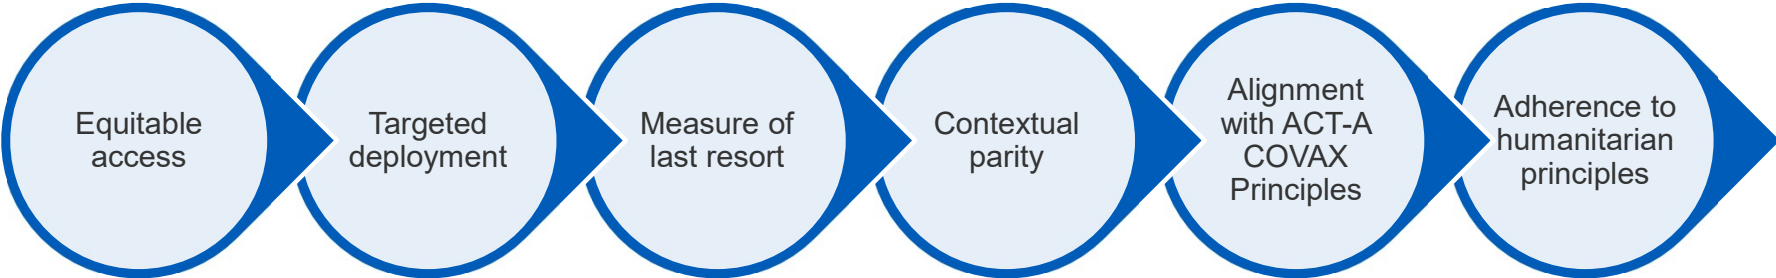 Equitable
access
Targeted
deployment
Measure of
last resort
Contextual
parity
Alignment
with ACT-A
COVAX
Principles
Adherence to
humanitarian
principles